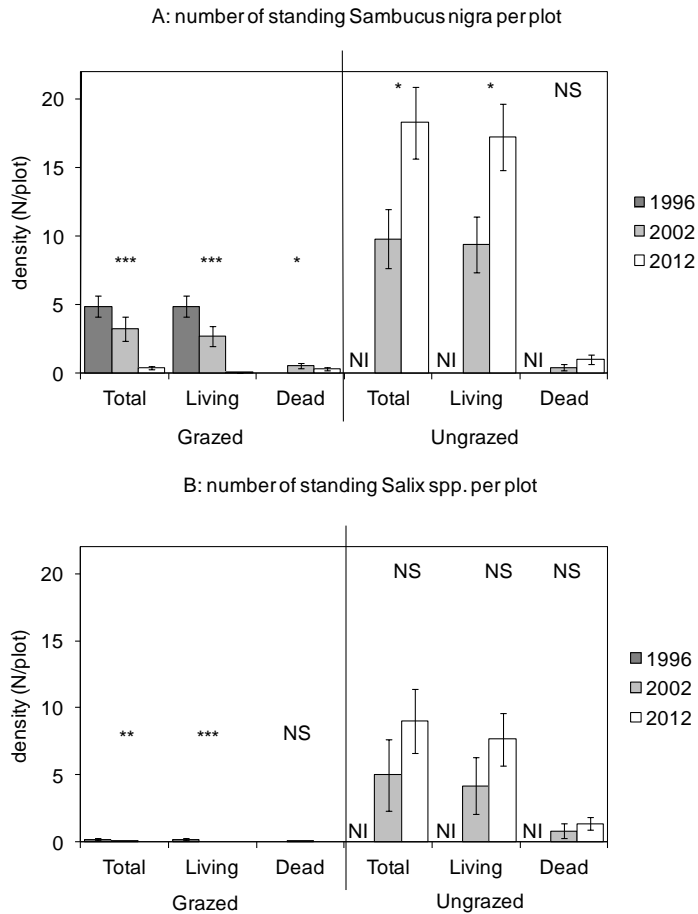 A: number of standing Sambucus nigra per plot
density (N/plot)
20
15
10
5
0
*** *** * * * NS
NI NI NI
Total Living Dead Total Living Dead
Grazed Ungrazed
1996
2002
2012
B: number of standing Salix spp. per plot
density (N/plot)
20
15
10
5
0
** *** NS NS NS NS
NI NI NI
Total Living Dead Total Living Dead
Grazed Ungrazed
1996
2002
2012